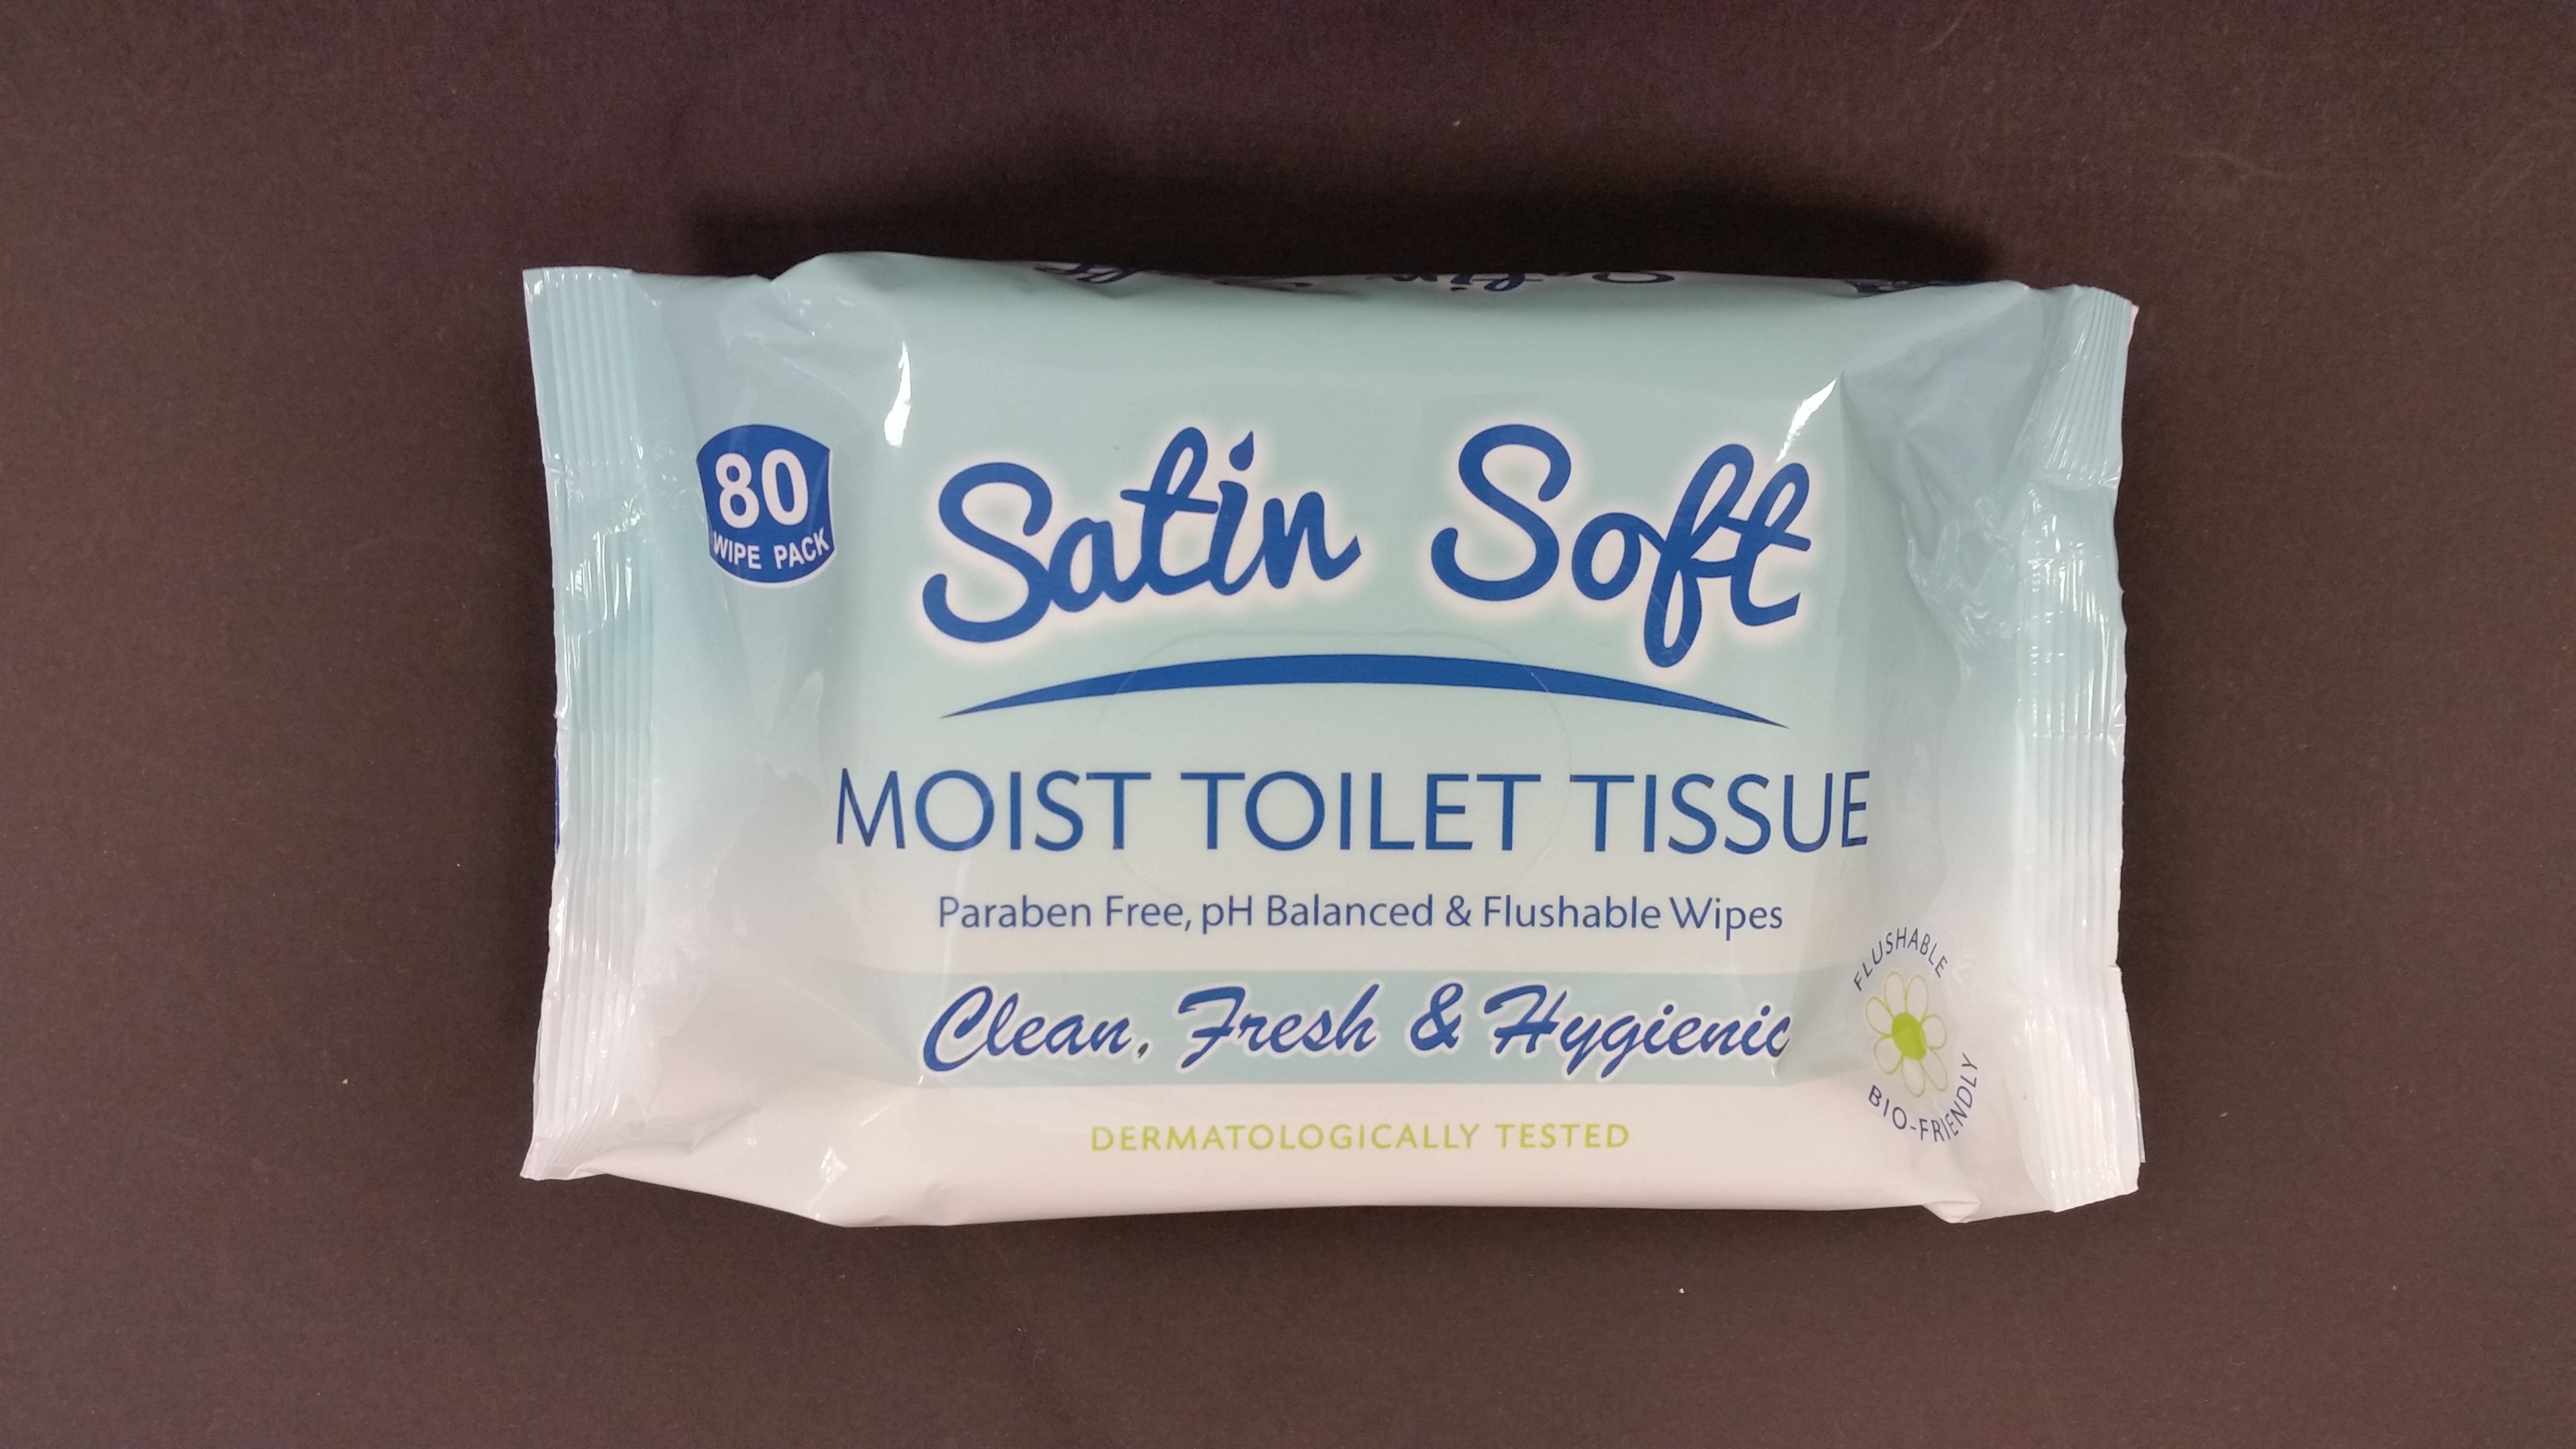 80
WIPE PACK
Satin Soft
MOIST TOILET TISSUE
Paraben Free, pH Balanced & Flushable Wipes
Clean, Fresh & Hygienic
FLUSHABLE
BIO-FRIENDLY
DERMATOLOGICALLY TESTED